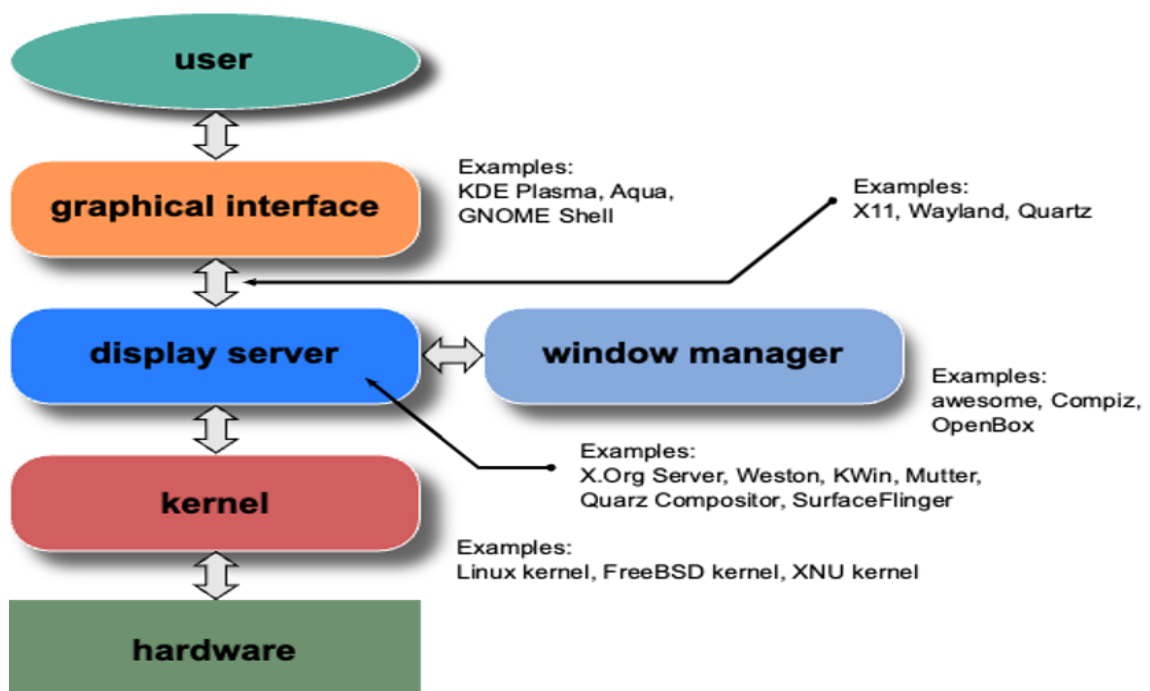 user
graphical interface
Examples:
KDE Plasma, Aqua,
GNOME Shell
Examples:
X11, Wayland, Quartz
display server
window manager
Examples:
awesome, Compiz,
OpenBox
Examples:
X.Org Server, Weston, KWin, Mutter,
Quarz Compositor, SurfaceFlinger
kernel
Examples:
Linux kernel, FreeBSD kernel, XNU kernel
hardware